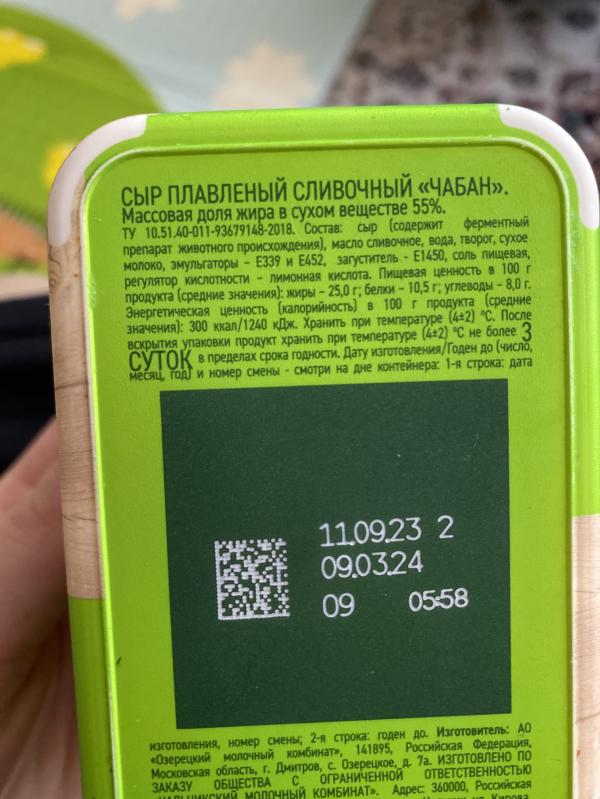 СЫР ПЛАВЛЕНЫЙ СЛИВОЧНЫЙ «ЧАБАН».
Массовая доля жира в сухом веществе 55%.
ТУ 10.51.40-011-93679148-2018. Состав: сыр (содержит ферментный
препарат животного происхождения), масло сливочное, вода, творог, сухое
молоко, эмульгаторы – Е339 и Е452, загуститель – Е1450, соль пищевая,
регулятор кислотности – лимонная кислота. Пищевая ценность в 100 г
продукта (средние значения): жиры – 25,0 г; белки – 10,5 г; углеводы – 8,0 г.
Энергетическая ценность (калорийность) в 100 г продукта (средние
значения): 300 ккал/1240 кДж. Хранить при температуре (4±2) °С. После
вскрытия упаковки продукт хранить при температуре (4±2) °С не более 3
СУТОК в пределах срока годности. Дату изготовления/Годен до (число,
месяц, год) и номер смены - смотри на дне контейнера: 1-я строка: дата
11.09.23 2
09.03.24
09 05:58
изготовления, номер смены; 2-я строка: годен до. Изготовитель: АО
«Озерецкий молочный комбинат», 141895, Российская Федерация,
Московская область, г. Дмитров, с. Озерецкое, д. 7а. ИЗГОТОВЛЕНО ПО
ЗАКАЗУ ОБЩЕСТВА С ОГРАНИЧЕННОЙ ОТВЕТСТВЕННОСТЬЮ
«НАЛЬЧИКСКИЙ МОЛОЧНЫЙ КОМБИНАТ». Адрес: 360000, Российская